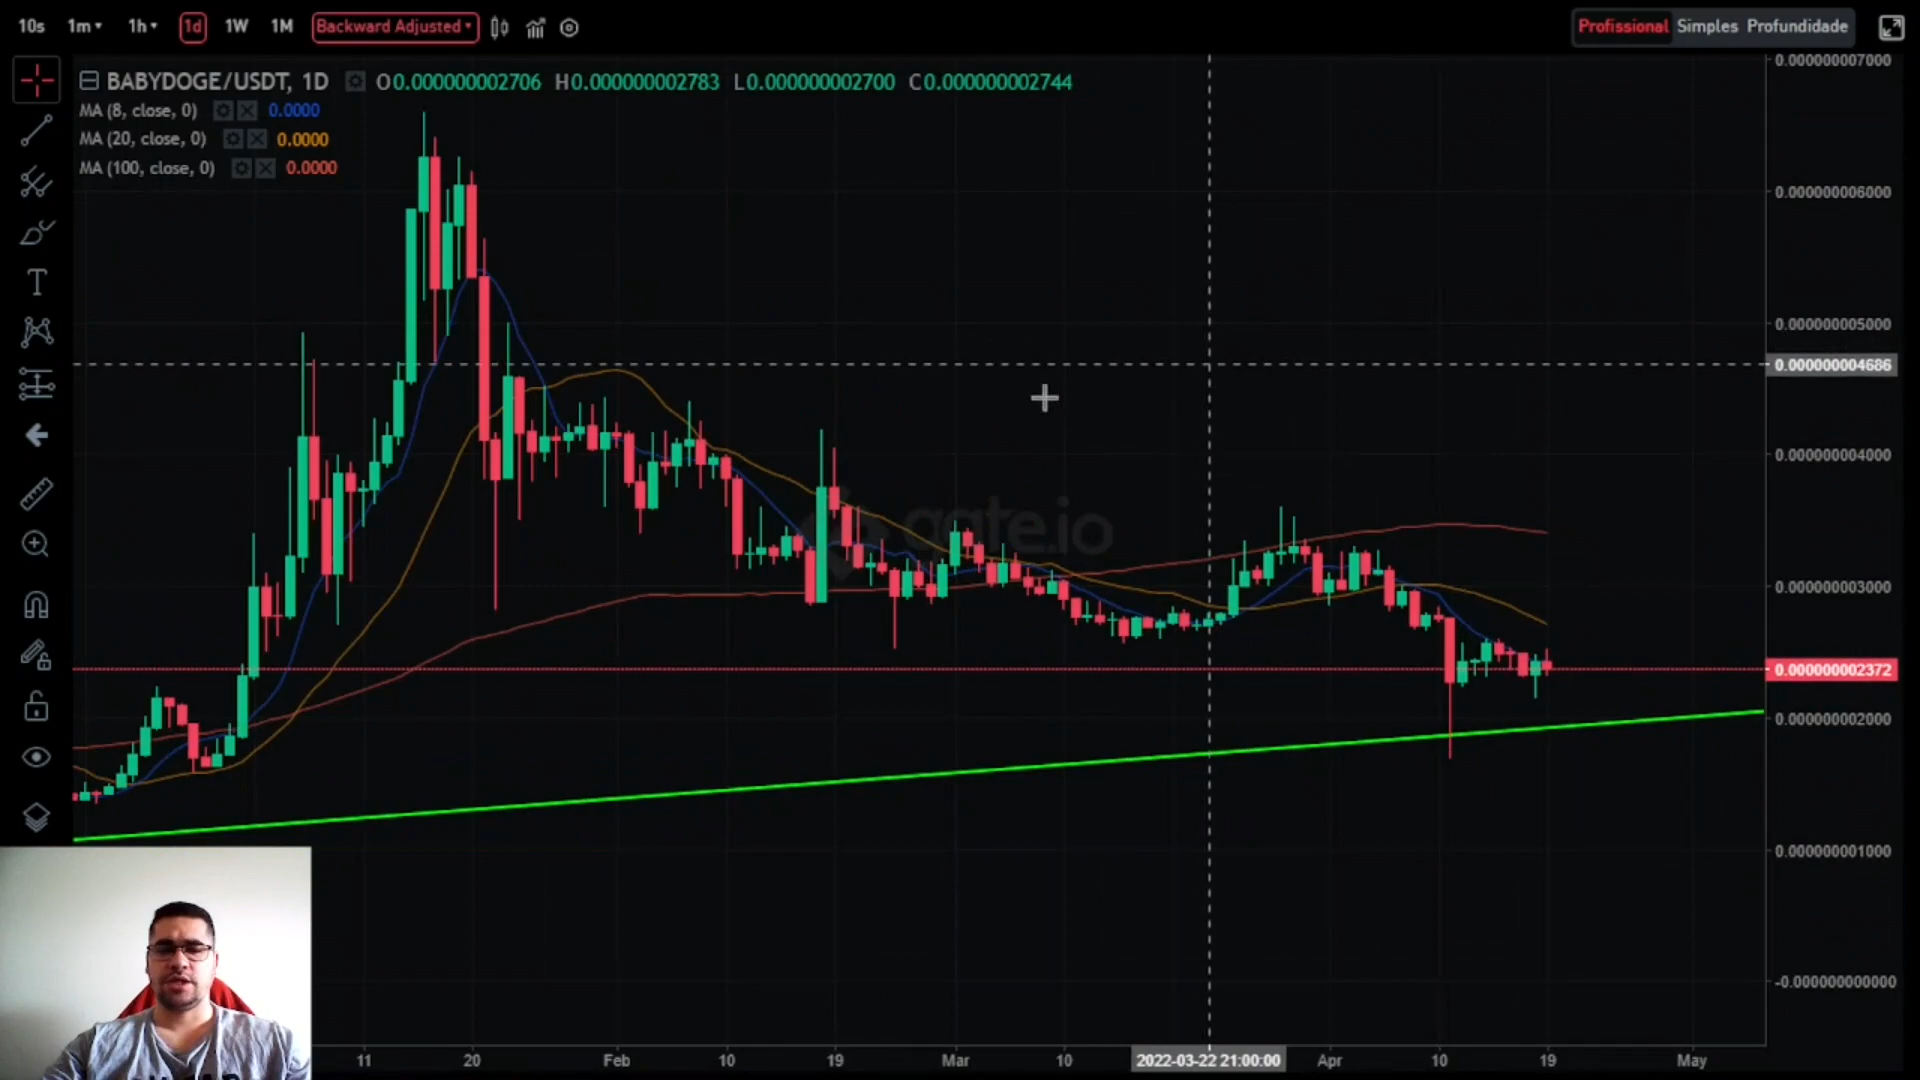 10s 1m 1h 1d 1W 1M Backward Adjusted Profissional Simples Profundidade
BABYDOGE/USDT, 1D O0.000000002706 H0.000000002783 L0.000000002700 C0.000000002744
MA (8, close, 0) 0.0000
MA (20, close, 0) 0.0000
MA (100, close, 0) 0.0000
T
gate.io
0.000000007000
0.000000006000
0.000000005000
0.000000004686
0.000000004000
0.000000003000
0.000000002372
0.000000002000
0.000000001000
-0.000000000000
11 20 Feb 10 19 Mar 10 2022-03-22 21:00:00 Apr 10 19 May